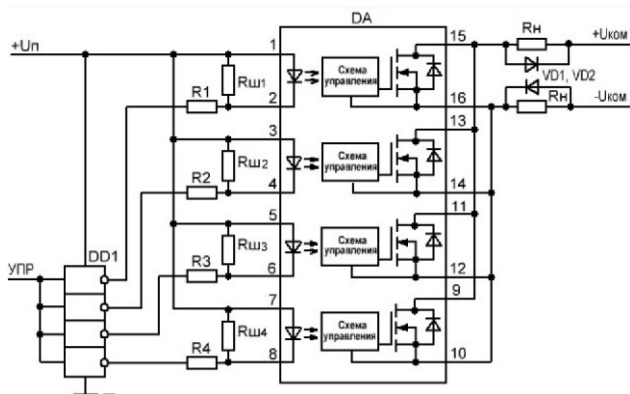 DA
+Uп
1
15
Rн
+Uком
Rш1
Схема
управления
R1
2
16
VD1, VD2
Rн
-Uком
3
13
Rш2
Схема
управления
R2
4
14
5
11
DD1
Rш3
Схема
управления
УПР
R3
6
12
7
9
Rш4
Схема
управления
R4
8
10